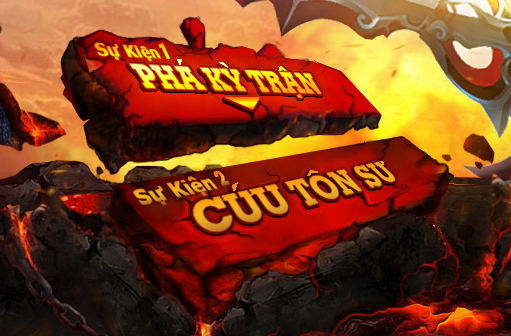 Sự Kiện 1
PHÁ KỲ TRẬN
Sự Kiện 2
CỨU TÔN SƯ